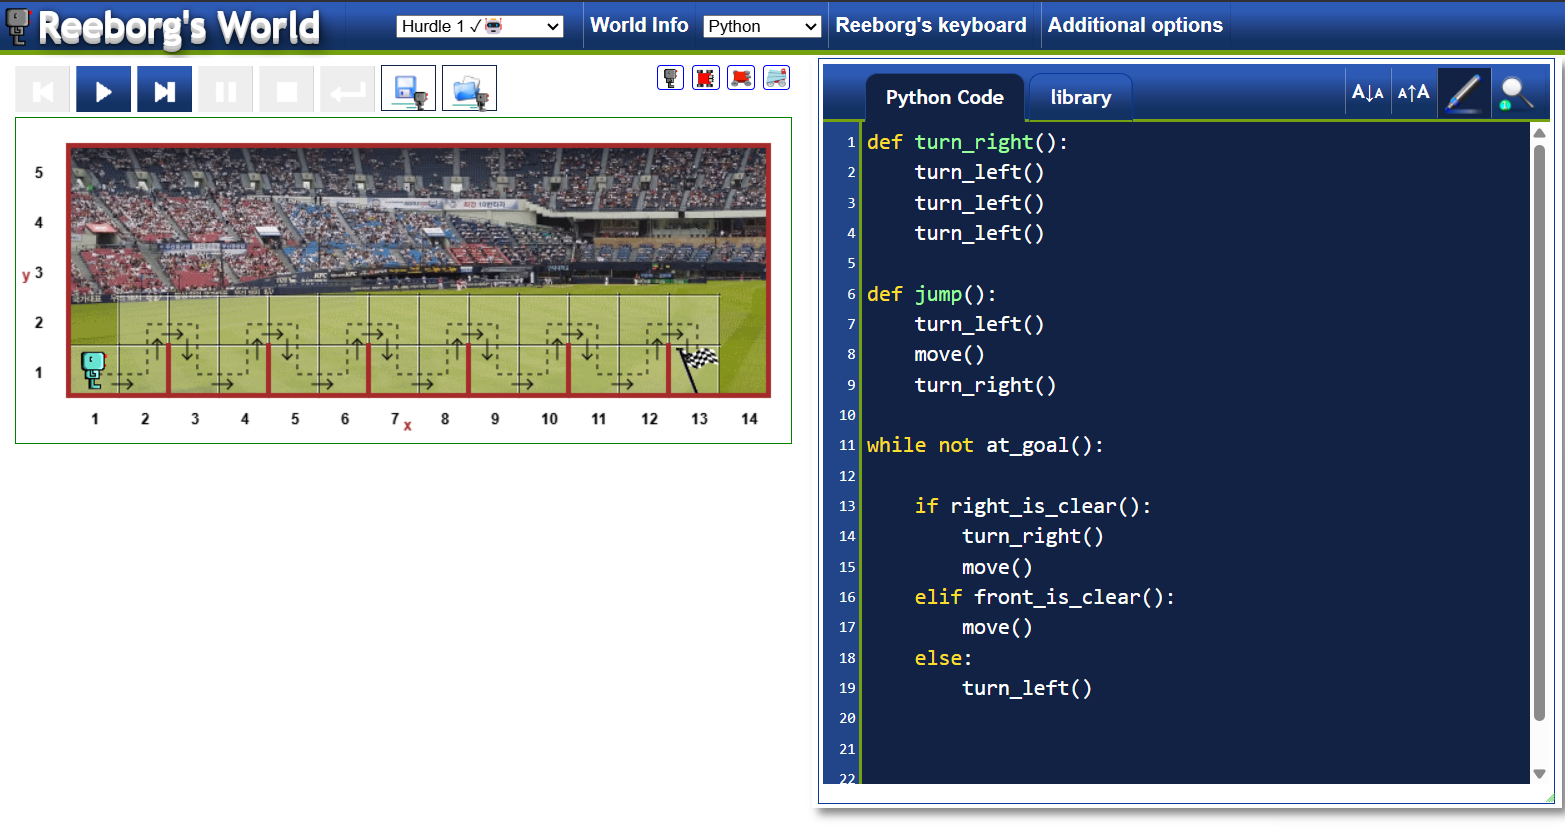 Reeborg's World
Hurdle 1 ✓
World Info
Python
Reeborg's keyboard
Additional options
Python Code
library
A↓A
A↑A
5
4
y 3
2
1
1 2 3 4 5 6 7 x 8 9 10 11 12 13 14
KFC
1 def turn_right():
2 turn_left()
3 turn_left()
4 turn_left()
5
6 def jump():
7 turn_left()
8 move()
9 turn_right()
10
11 while not at_goal():
12
13 if right_is_clear():
14 turn_right()
15 move()
16 elif front_is_clear():
17 move()
18 else:
19 turn_left()
20
21
22